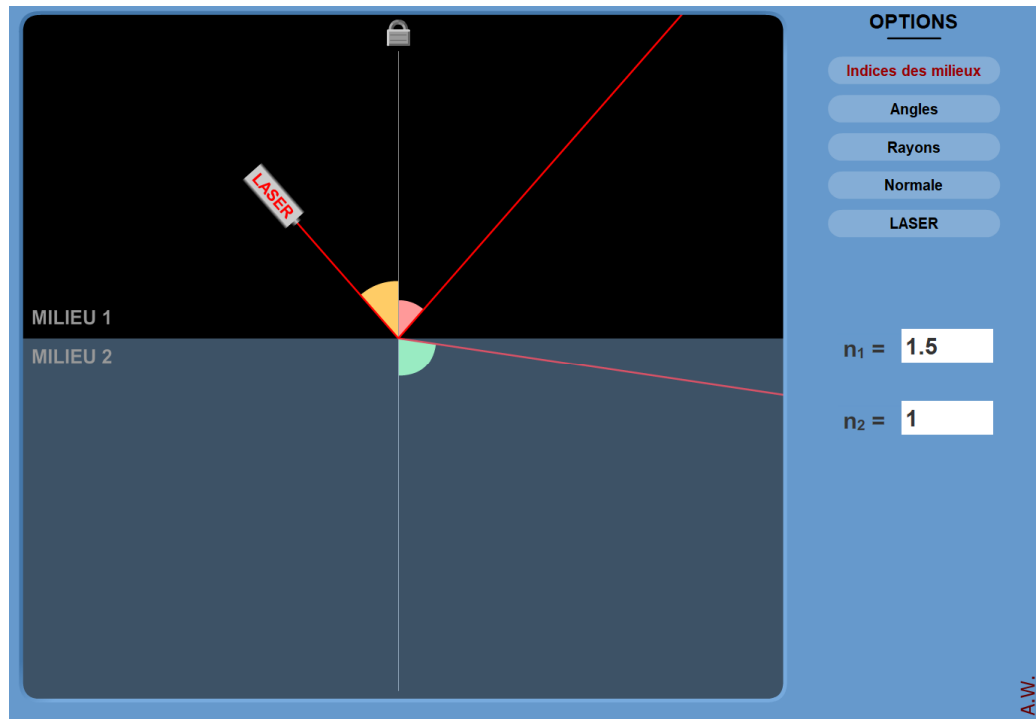 OPTIONS
Indices des milieux
Angles
Rayons
Normale
LASER
LASER
MILIEU 1
MILIEU 2
n₁ = 1.5
n₂ = 1
A.W.